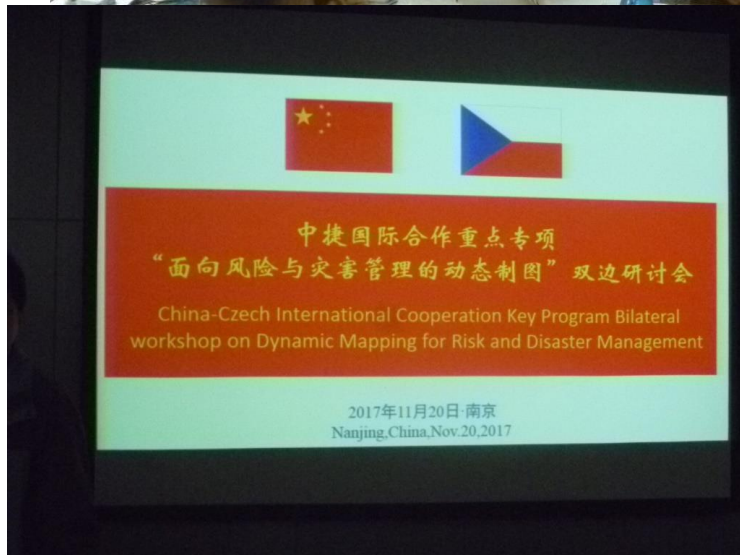 中捷国际合作重点专项
“面向风险与灾害管理的动态制图”双边研讨会
China-Czech International Cooperation Key Program Bilateral
workshop on Dynamic Mapping for Risk and Disaster Management
2017年11月20日·南京
Nanjing,China,Nov.20,2017